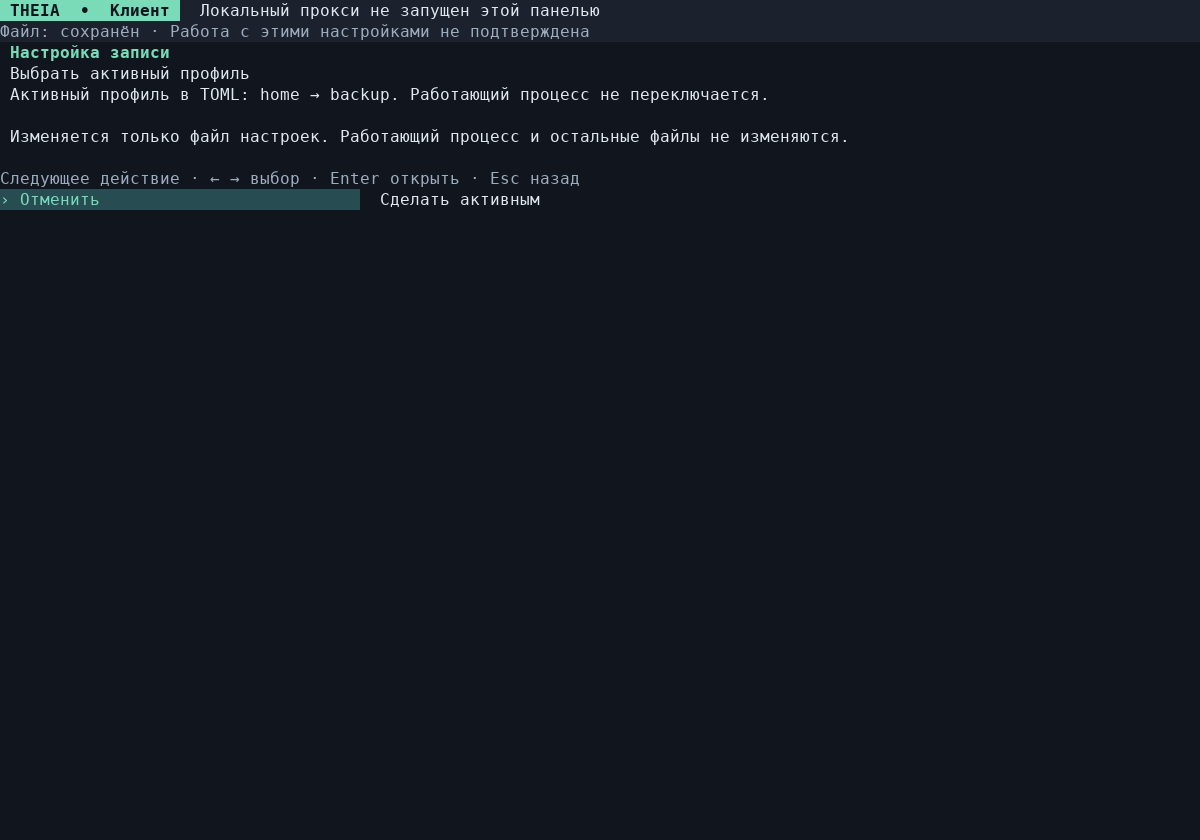 THEIA • Клиент Локальный прокси не запущен этой панелью
Файл: сохранён · Работа с этими настройками не подтверждена
Настройка записи
Выбрать активный профиль
Активный профиль в TOML: home → backup. Работающий процесс не переключается.
Изменяется только файл настроек. Работающий процесс и остальные файлы не изменяются.
Следующее действие · ← → выбор · Enter открыть · Esc назад
› Отменить Сделать активным